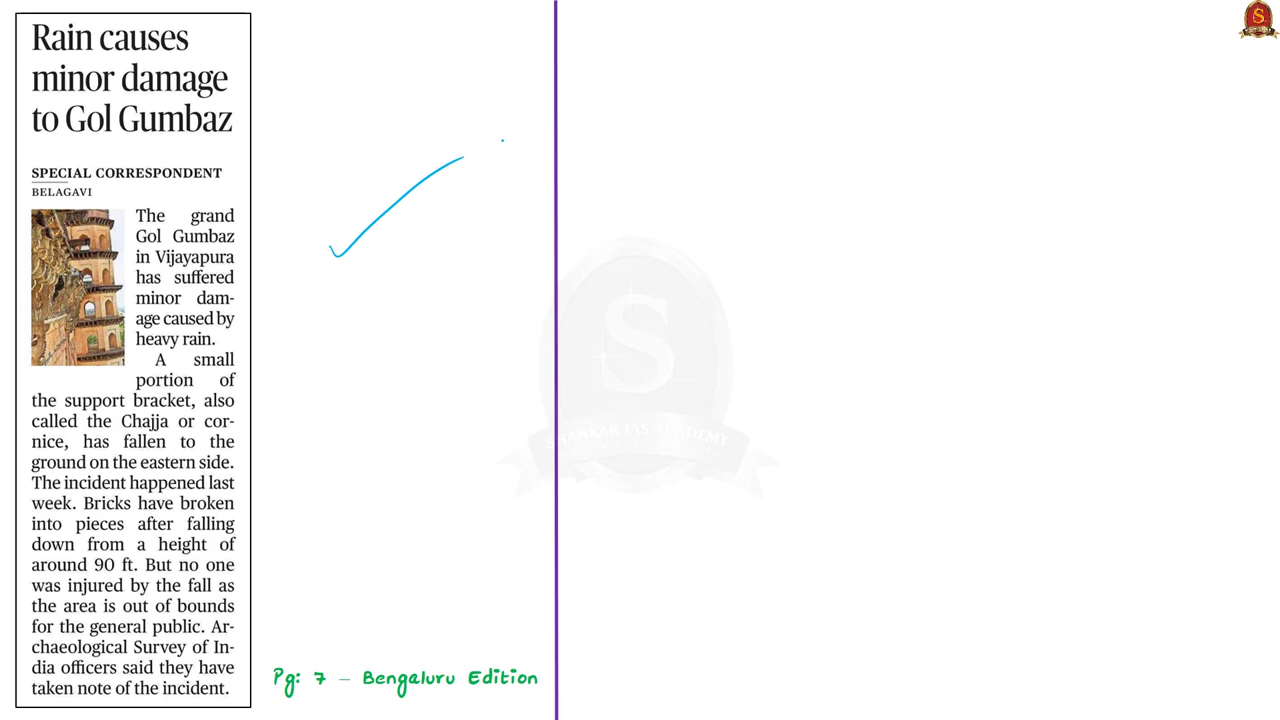 Rain causes
minor damage
to Gol Gumbaz
SPECIAL CORRESPONDENT
BELAGAVI
The grand
Gol Gumbaz
in Vijayapura
has suffered
minor dam-
age caused by
heavy rain.
A small
portion of
the support bracket, also
called the Chajja or cor-
nice, has fallen to the
ground on the eastern side.
The incident happened last
week. Bricks have broken
into pieces after falling
down from a height of
around 90 ft. But no one
was injured by the fall as
the area is out of bounds
for the general public. Ar-
chaeological Survey of In-
dia officers said they have
taken note of the incident.
Pg: 7 – Bengaluru Edition
S
S
SHANKAR IAS ACADEMY